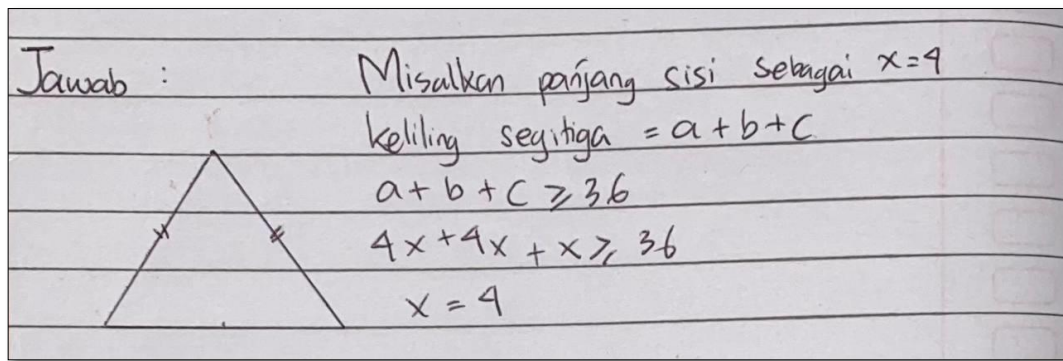 Jawab : Misalkan panjang sisi sebagai x=4
keliling segitiga = a + b + c
a + b + c ⩾ 36
4x + 4x + x ⩾ 36
x = 4